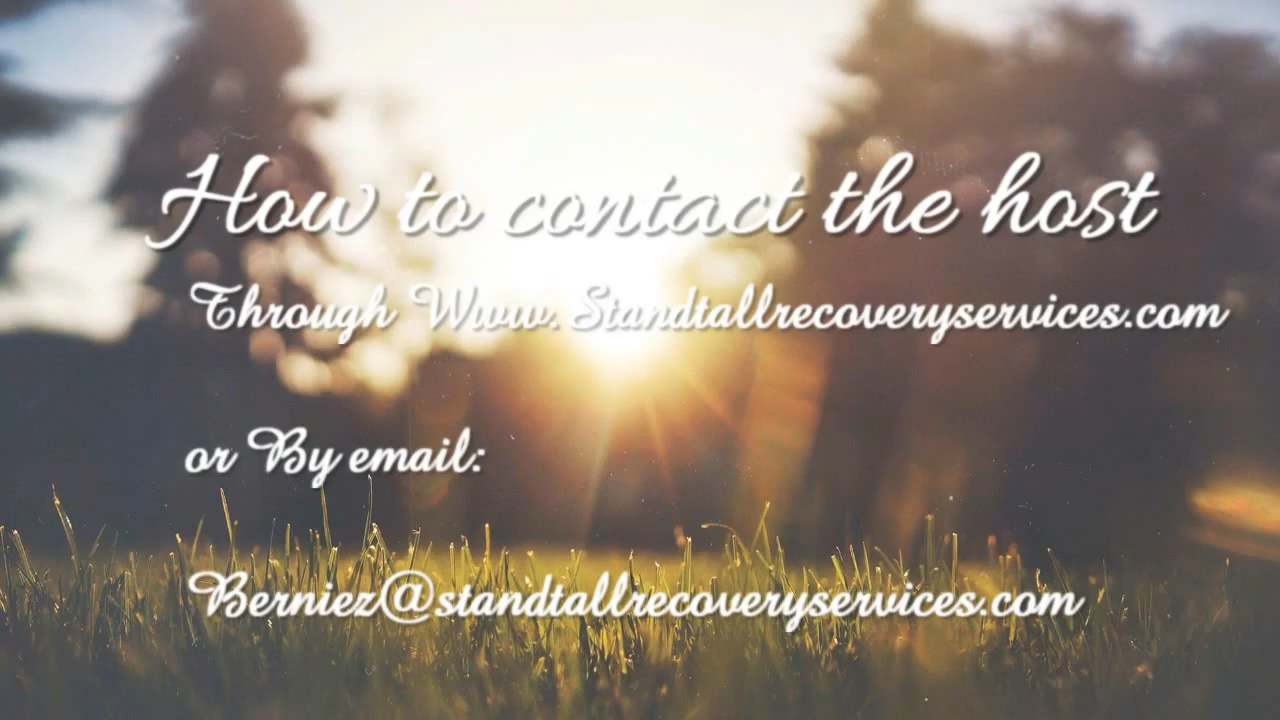 How to contact the host
Through Www.Standtallrecoveryservices.com
or By email:
Berniez@standtallrecoveryservices.com